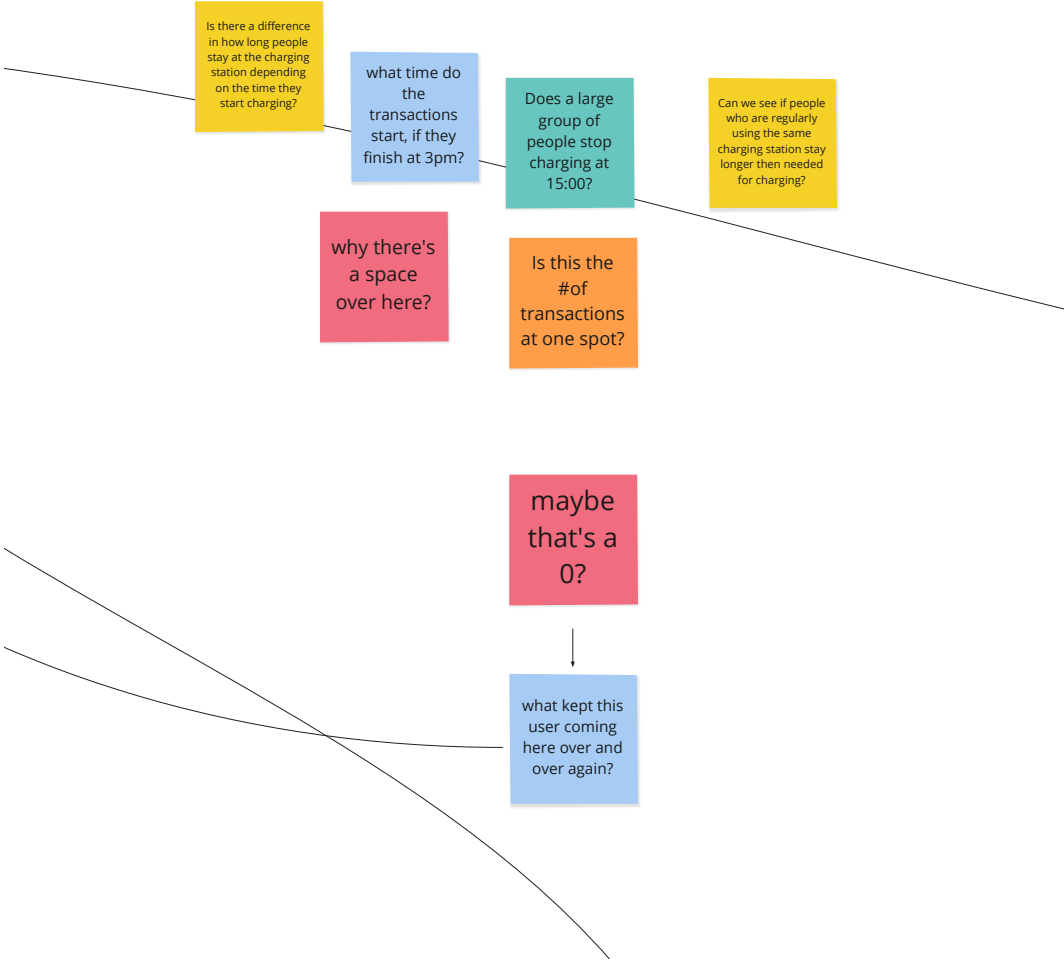 Is there a difference
in how long people
stay at the charging
station depending
on the time they
start charging?
what time do
the
transactions
start, if they
finish at 3pm?
Does a large
group of
people stop
charging at
15:00?
Can we see if people
who are regularly
using the same
charging station stay
longer then needed
for charging?
why there's
a space
over here?
Is this the
#of
transactions
at one spot?
maybe
that's a
0?
what kept this
user coming
here over and
over again?